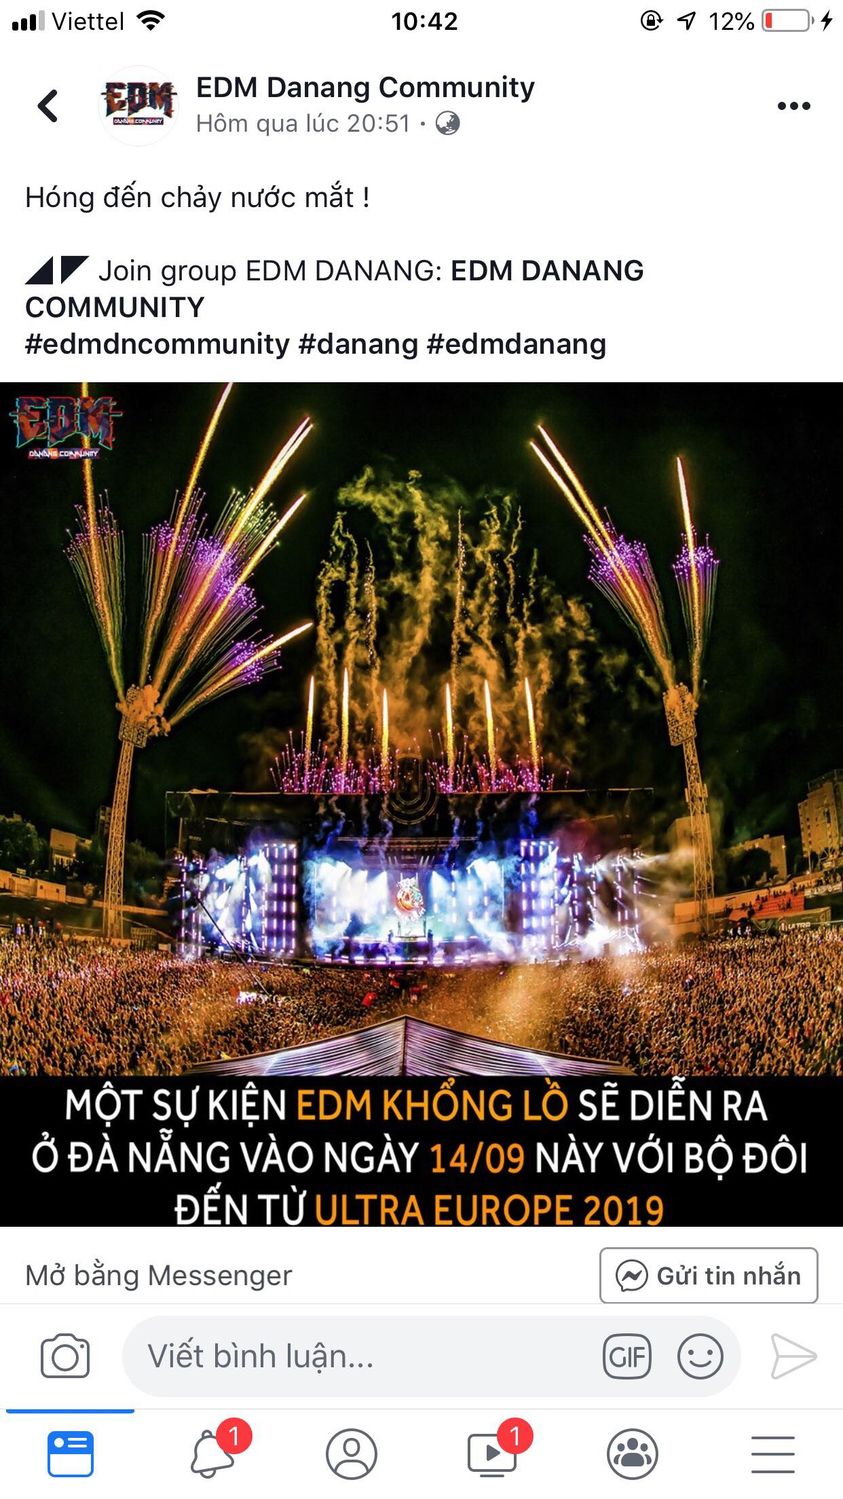 Viettel 10:42 12%
EDM Danang Community
EDM
DANANG COMMUNITY
Hôm qua lúc 20:51 ·
Hóng đến chảy nước mắt !
◢◤ Join group EDM DANANG: EDM DANANG
COMMUNITY
#edmdncommunity #danang #edmdanang
EDM
DANANG COMMUNITY
MỘT SỰ KIỆN EDM KHỔNG LỒ SẼ DIỄN RA
Ở ĐÀ NẴNG VÀO NGÀY 14/09 NÀY VỚI BỘ ĐÔI
ĐẾN TỪ ULTRA EUROPE 2019
Mở bằng Messenger
Gửi tin nhắn
Viết bình luận...
GIF
1
1